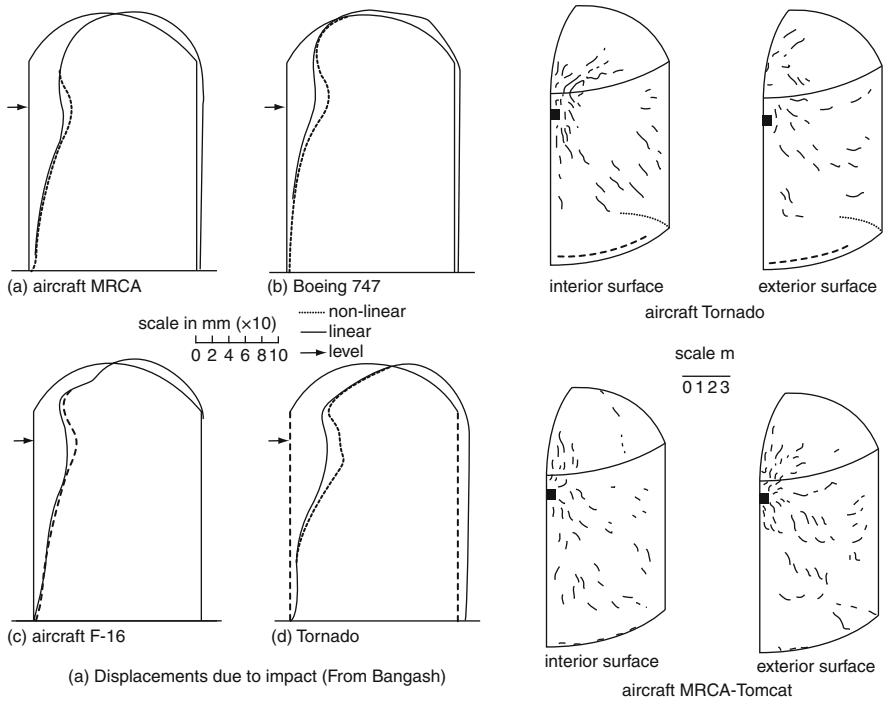 (a) aircraft MRCA
(b) Boeing 747
interior surface
exterior surface
aircraft Tornado
scale in mm (×10)
0 2 4 6 8 10
non-linear
linear
level
scale m
0 1 2 3
(c) aircraft F-16
(d) Tornado
(a) Displacements due to impact (From Bangash)
interior surface
exterior surface
aircraft MRCA-Tomcat